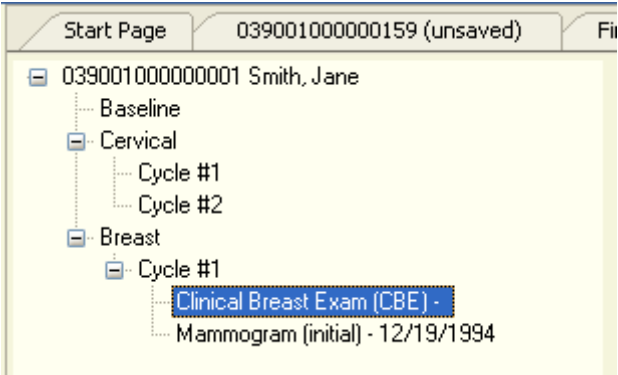 Start Page 039001000000159 (unsaved) Fi
039001000000001 Smith, Jane
Baseline
Cervical
Cycle #1
Cycle #2
Breast
Cycle #1
Clinical Breast Exam (CBE) -
Mammogram (initial) - 12/19/1994